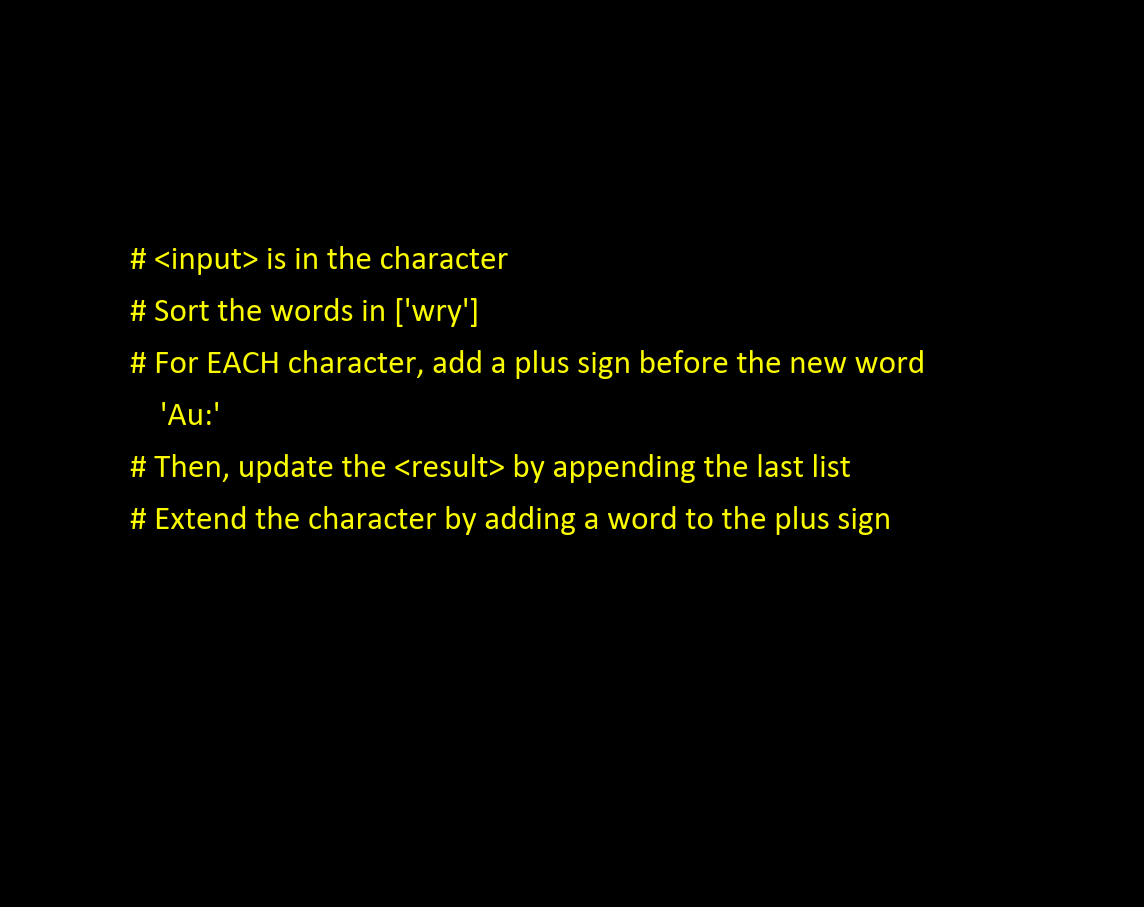 # <input> is in the character
# Sort the words in ['wry']
# For EACH character, add a plus sign before the new word
'Au:'
# Then, update the <result> by appending the last list
# Extend the character by adding a word to the plus sign